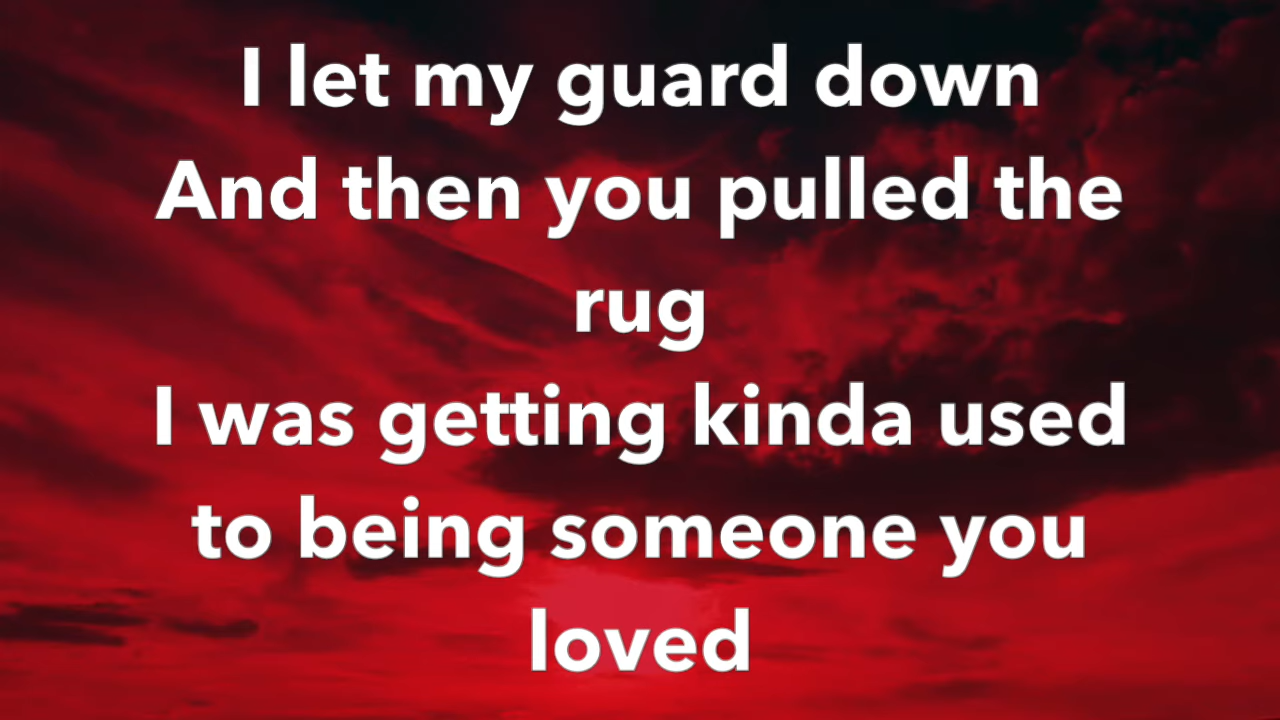 I let my guard down
And then you pulled the
rug
I was getting kinda used
to being someone you
loved